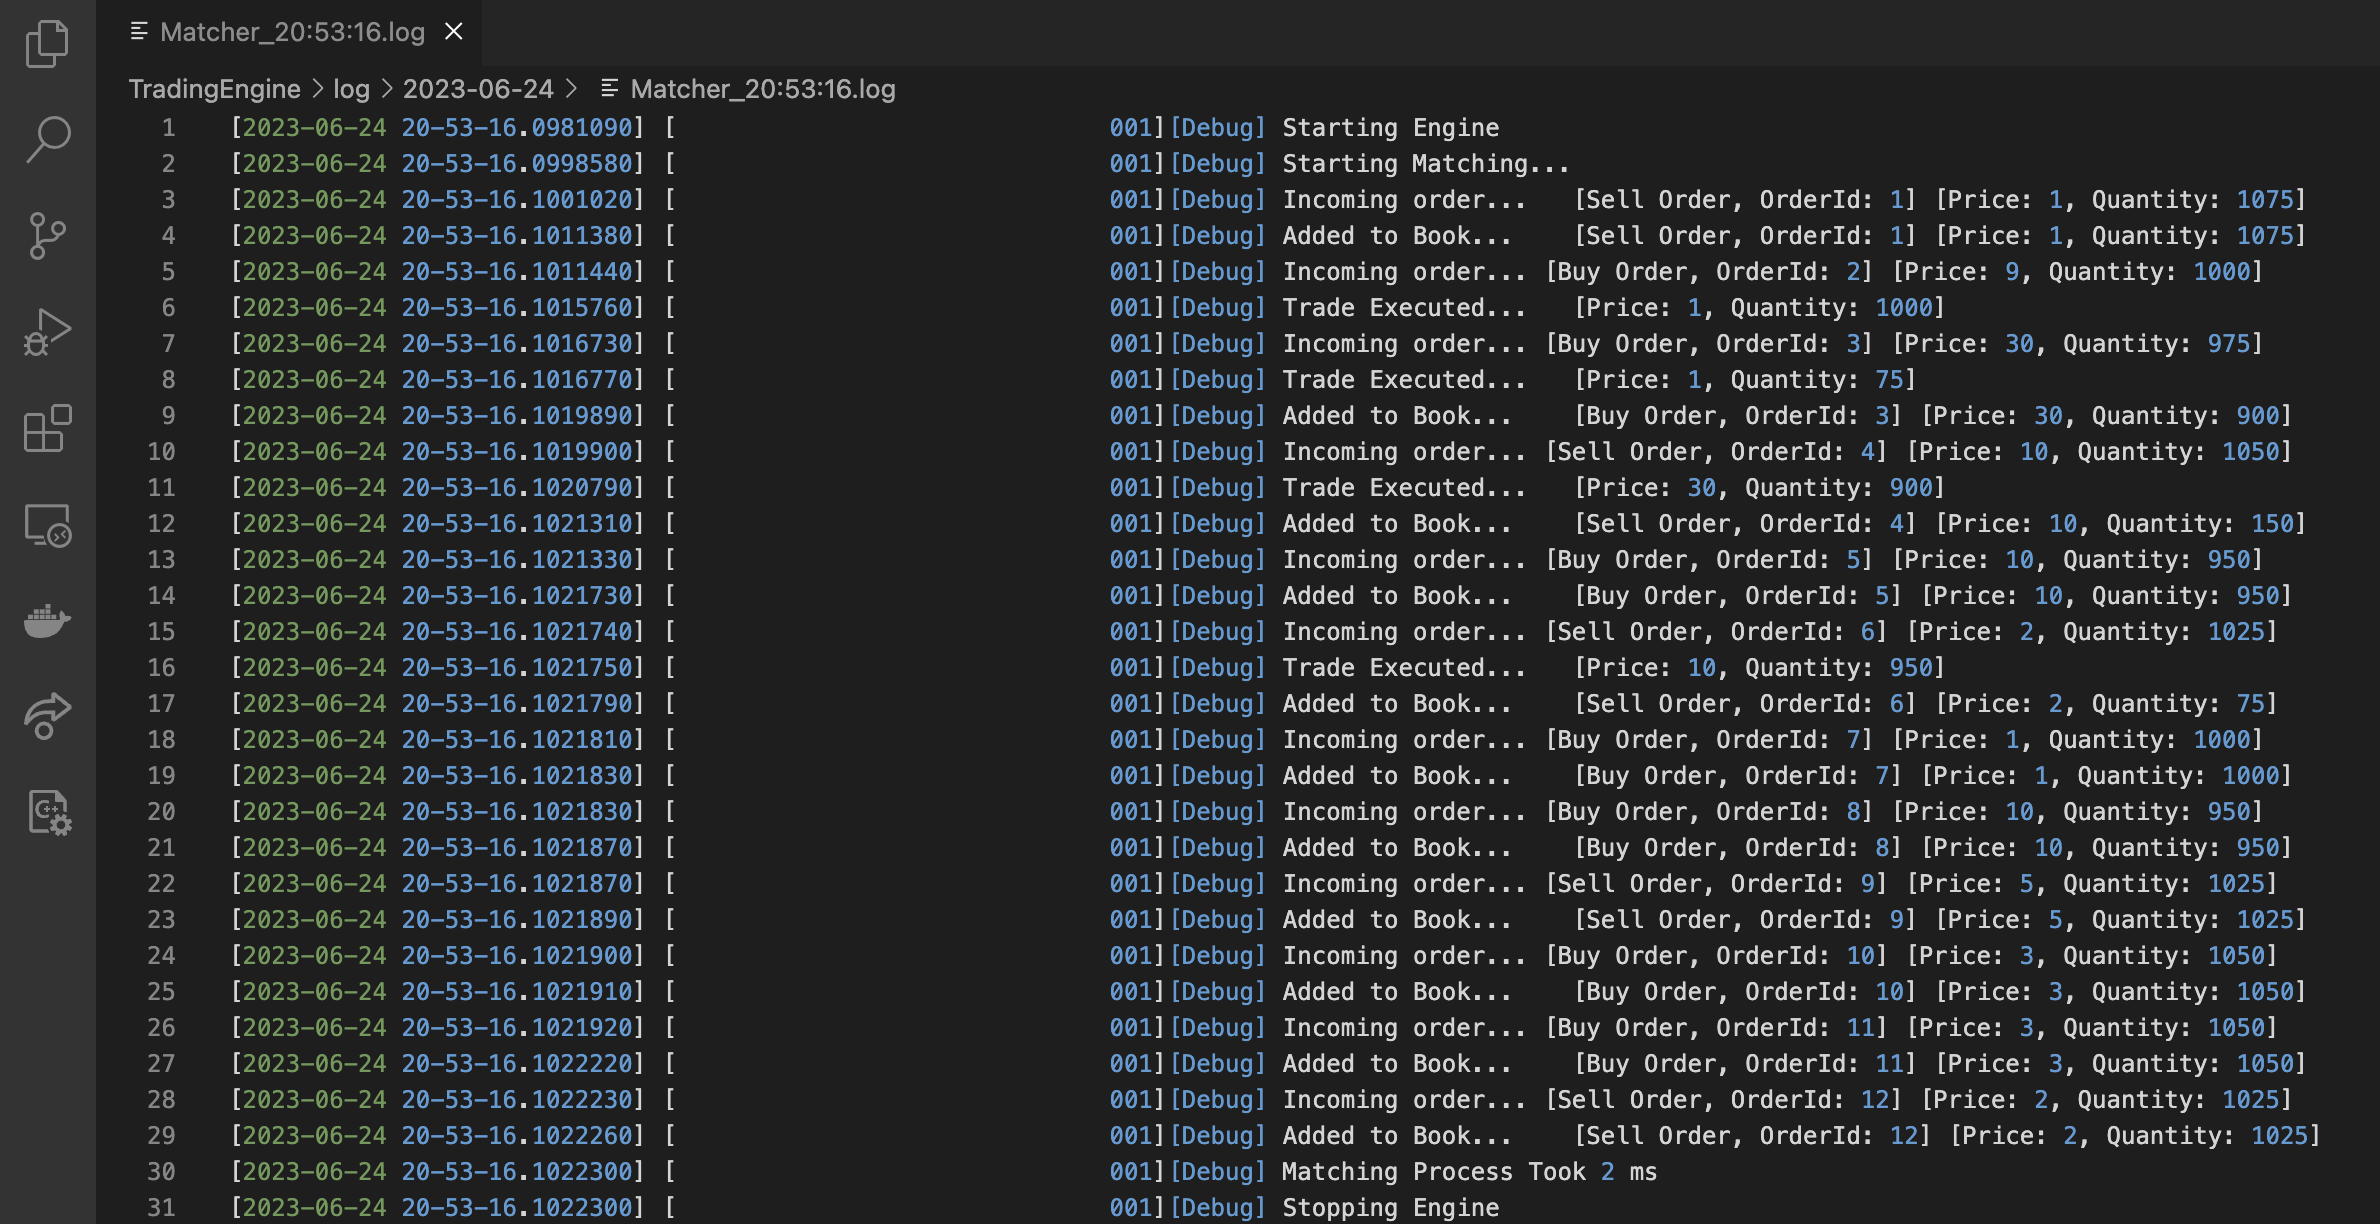 Matcher_20:53:16.log
TradingEngine > log > 2023-06-24 > Matcher_20:53:16.log
1 [2023-06-24 20-53-16.0981090] [ 001][Debug] Starting Engine
2 [2023-06-24 20-53-16.0998580] [ 001][Debug] Starting Matching...
3 [2023-06-24 20-53-16.1001020] [ 001][Debug] Incoming order... [Sell Order, OrderId: 1] [Price: 1, Quantity: 1075]
4 [2023-06-24 20-53-16.1011380] [ 001][Debug] Added to Book... [Sell Order, OrderId: 1] [Price: 1, Quantity: 1075]
5 [2023-06-24 20-53-16.1011440] [ 001][Debug] Incoming order... [Buy Order, OrderId: 2] [Price: 9, Quantity: 1000]
6 [2023-06-24 20-53-16.1015760] [ 001][Debug] Trade Executed... [Price: 1, Quantity: 1000]
7 [2023-06-24 20-53-16.1016730] [ 001][Debug] Incoming order... [Buy Order, OrderId: 3] [Price: 30, Quantity: 975]
8 [2023-06-24 20-53-16.1016770] [ 001][Debug] Trade Executed... [Price: 1, Quantity: 75]
9 [2023-06-24 20-53-16.1019890] [ 001][Debug] Added to Book... [Buy Order, OrderId: 3] [Price: 30, Quantity: 900]
10 [2023-06-24 20-53-16.1019900] [ 001][Debug] Incoming order... [Sell Order, OrderId: 4] [Price: 10, Quantity: 1050]
11 [2023-06-24 20-53-16.1020790] [ 001][Debug] Trade Executed... [Price: 30, Quantity: 900]
12 [2023-06-24 20-53-16.1021310] [ 001][Debug] Added to Book... [Sell Order, OrderId: 4] [Price: 10, Quantity: 150]
13 [2023-06-24 20-53-16.1021330] [ 001][Debug] Incoming order... [Buy Order, OrderId: 5] [Price: 10, Quantity: 950]
14 [2023-06-24 20-53-16.1021730] [ 001][Debug] Added to Book... [Buy Order, OrderId: 5] [Price: 10, Quantity: 950]
15 [2023-06-24 20-53-16.1021740] [ 001][Debug] Incoming order... [Sell Order, OrderId: 6] [Price: 2, Quantity: 1025]
16 [2023-06-24 20-53-16.1021750] [ 001][Debug] Trade Executed... [Price: 10, Quantity: 950]
17 [2023-06-24 20-53-16.1021790] [ 001][Debug] Added to Book... [Sell Order, OrderId: 6] [Price: 2, Quantity: 75]
18 [2023-06-24 20-53-16.1021810] [ 001][Debug] Incoming order... [Buy Order, OrderId: 7] [Price: 1, Quantity: 1000]
19 [2023-06-24 20-53-16.1021830] [ 001][Debug] Added to Book... [Buy Order, OrderId: 7] [Price: 1, Quantity: 1000]
20 [2023-06-24 20-53-16.1021830] [ 001][Debug] Incoming order... [Buy Order, OrderId: 8] [Price: 10, Quantity: 950]
21 [2023-06-24 20-53-16.1021870] [ 001][Debug] Added to Book... [Buy Order, OrderId: 8] [Price: 10, Quantity: 950]
22 [2023-06-24 20-53-16.1021870] [ 001][Debug] Incoming order... [Sell Order, OrderId: 9] [Price: 5, Quantity: 1025]
23 [2023-06-24 20-53-16.1021890] [ 001][Debug] Added to Book... [Sell Order, OrderId: 9] [Price: 5, Quantity: 1025]
24 [2023-06-24 20-53-16.1021900] [ 001][Debug] Incoming order... [Buy Order, OrderId: 10] [Price: 3, Quantity: 1050]
25 [2023-06-24 20-53-16.1021910] [ 001][Debug] Added to Book... [Buy Order, OrderId: 10] [Price: 3, Quantity: 1050]
26 [2023-06-24 20-53-16.1021920] [ 001][Debug] Incoming order... [Buy Order, OrderId: 11] [Price: 3, Quantity: 1050]
27 [2023-06-24 20-53-16.1022220] [ 001][Debug] Added to Book... [Buy Order, OrderId: 11] [Price: 3, Quantity: 1050]
28 [2023-06-24 20-53-16.1022230] [ 001][Debug] Incoming order... [Sell Order, OrderId: 12] [Price: 2, Quantity: 1025]
29 [2023-06-24 20-53-16.1022260] [ 001][Debug] Added to Book... [Sell Order, OrderId: 12] [Price: 2, Quantity: 1025]
30 [2023-06-24 20-53-16.1022300] [ 001][Debug] Matching Process Took 2 ms
31 [2023-06-24 20-53-16.1022300] [ 001][Debug] Stopping Engine